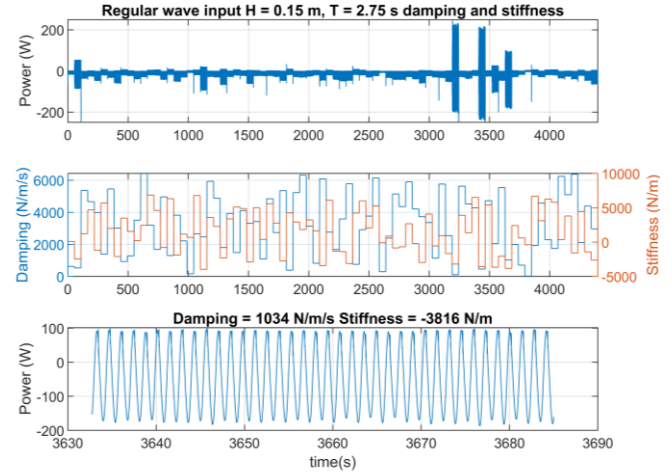 Regular wave input H = 0.15 m, T = 2.75 s damping and stiffness
Power (W)
200
0
-200
0 500 1000 1500 2000 2500 3000 3500 4000
Damping (N/m/s)
6000
4000
2000
0
10000
5000
0
-5000
Stiffness (N/m)
0 500 1000 1500 2000 2500 3000 3500 4000
Damping = 1034 N/m/s Stiffness = -3816 N/m
Power (W)
100
0
-100
-200
3630 3640 3650 3660 3670 3680 3690
time(s)